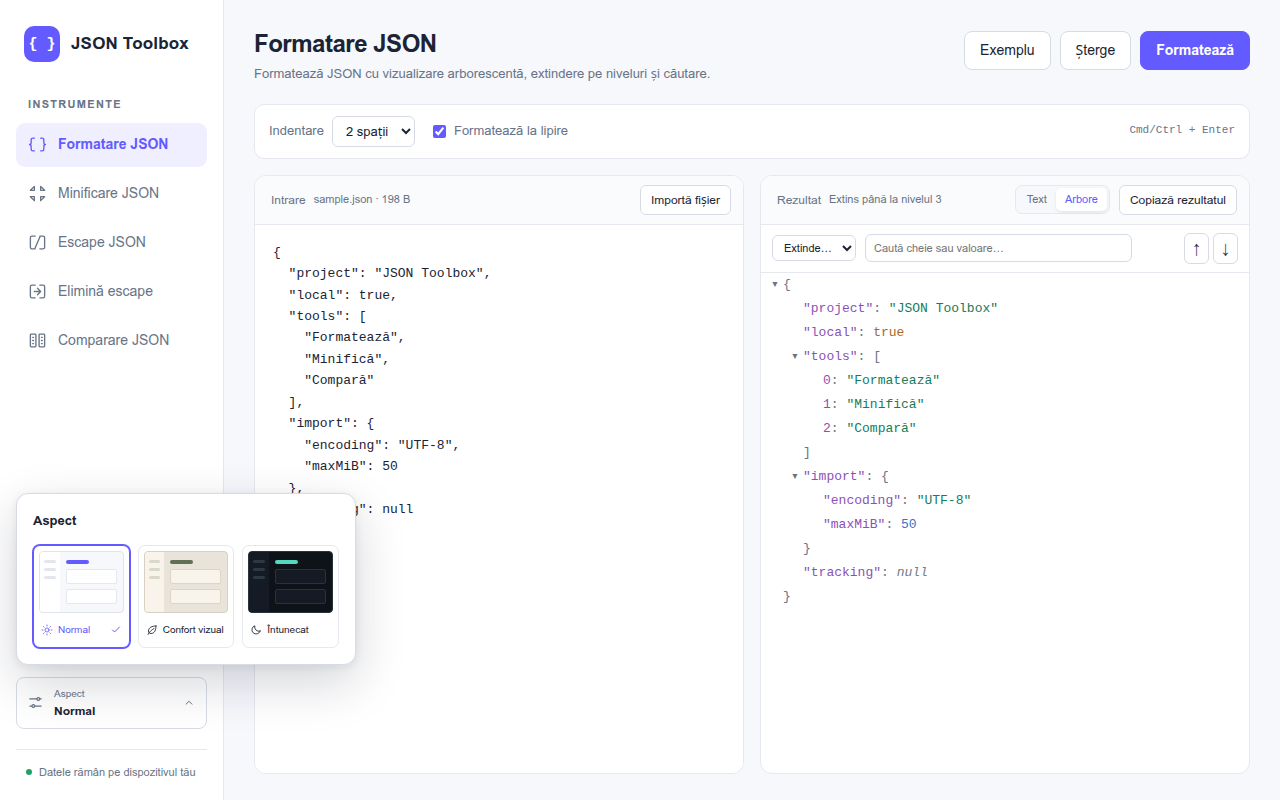 { } JSON Toolbox
INSTRUMENTE
Formatare JSON
Minificare JSON
Escape JSON
Elimină escape
Comparare JSON
Aspect
Normal
Confort vizual
Întunecat
Aspect
Normal
Datele rămân pe dispozitivul tău
Formatare JSON
Formatează JSON cu vizualizare arborescentă, extindere pe niveluri și căutare.
Exemplu
Șterge
Formatează
Indentare 2 spații Formatează la lipire Cmd/Ctrl + Enter
Intrare sample.json · 198 B Importă fișier
{
  "project": "JSON Toolbox",
  "local": true,
  "tools": [
    "Formatează",
    "Minifică",
    "Compară"
  ],
  "import": {
    "encoding": "UTF-8",
    "maxMiB": 50
  },
g": null
Rezultat Extins până la nivelul 3 Text Arbore Copiază rezultatul
Extinde... Caută cheie sau valoare... ↑ ↓
▼ {
"project": "JSON Toolbox"
"local": true
▼ "tools": [
0: "Formatează"
1: "Minifică"
2: "Compară"
]
▼ "import": {
"encoding": "UTF-8"
"maxMiB": 50
}
"tracking": null
}